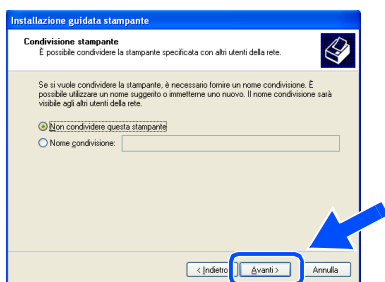 Installazione guidata stampante
Condivisione stampante
È possibile condividere la stampante specificata con altri utenti della rete.
Se si vuole condividere la stampante, è necessario fornire un nome condivisione. È
possibile utilizzare un nome suggerito o immetterne uno nuovo. Il nome condivisione sarà
visibile agli altri utenti della rete.
Non condividere questa stampante
Nome condivisione:
< Indietro Avanti > Annulla